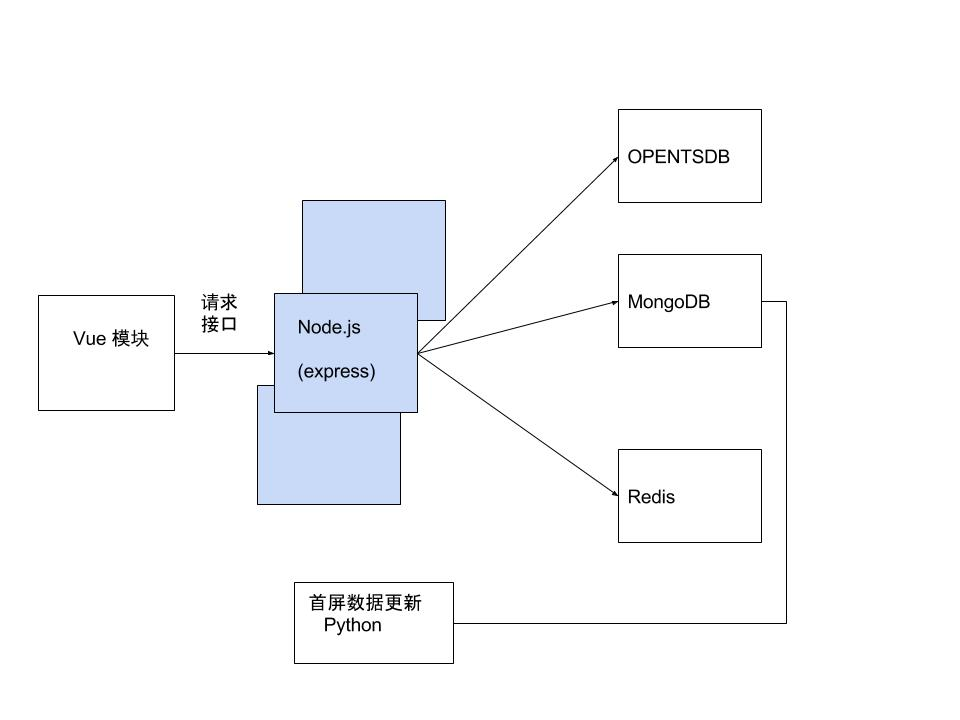 Vue 模块
请求
接口
Node.js
(express)
OPENTSDB
MongoDB
Redis
首屏数据更新
Python